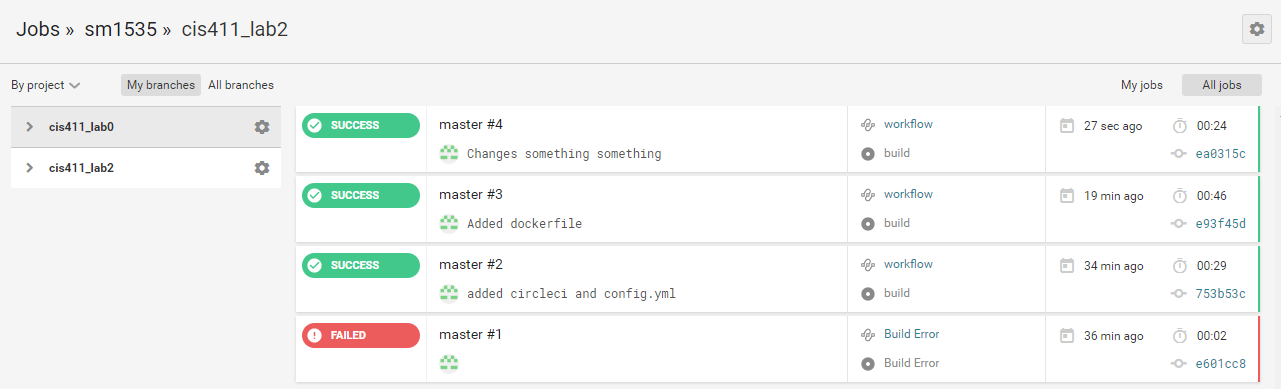 Jobs » sm1535 » cis411_lab2
By project My branches All branches My jobs All jobs
cis411_lab0
cis411_lab2
SUCCESS master #4 workflow 27 sec ago 00:24
Changes something something build ea0315c
SUCCESS master #3 workflow 19 min ago 00:46
Added dockerfile build e93f45d
SUCCESS master #2 workflow 34 min ago 00:29
added circleci and config.yml build 753b53c
FAILED master #1 Build Error 36 min ago 00:02
Build Error e601cc8